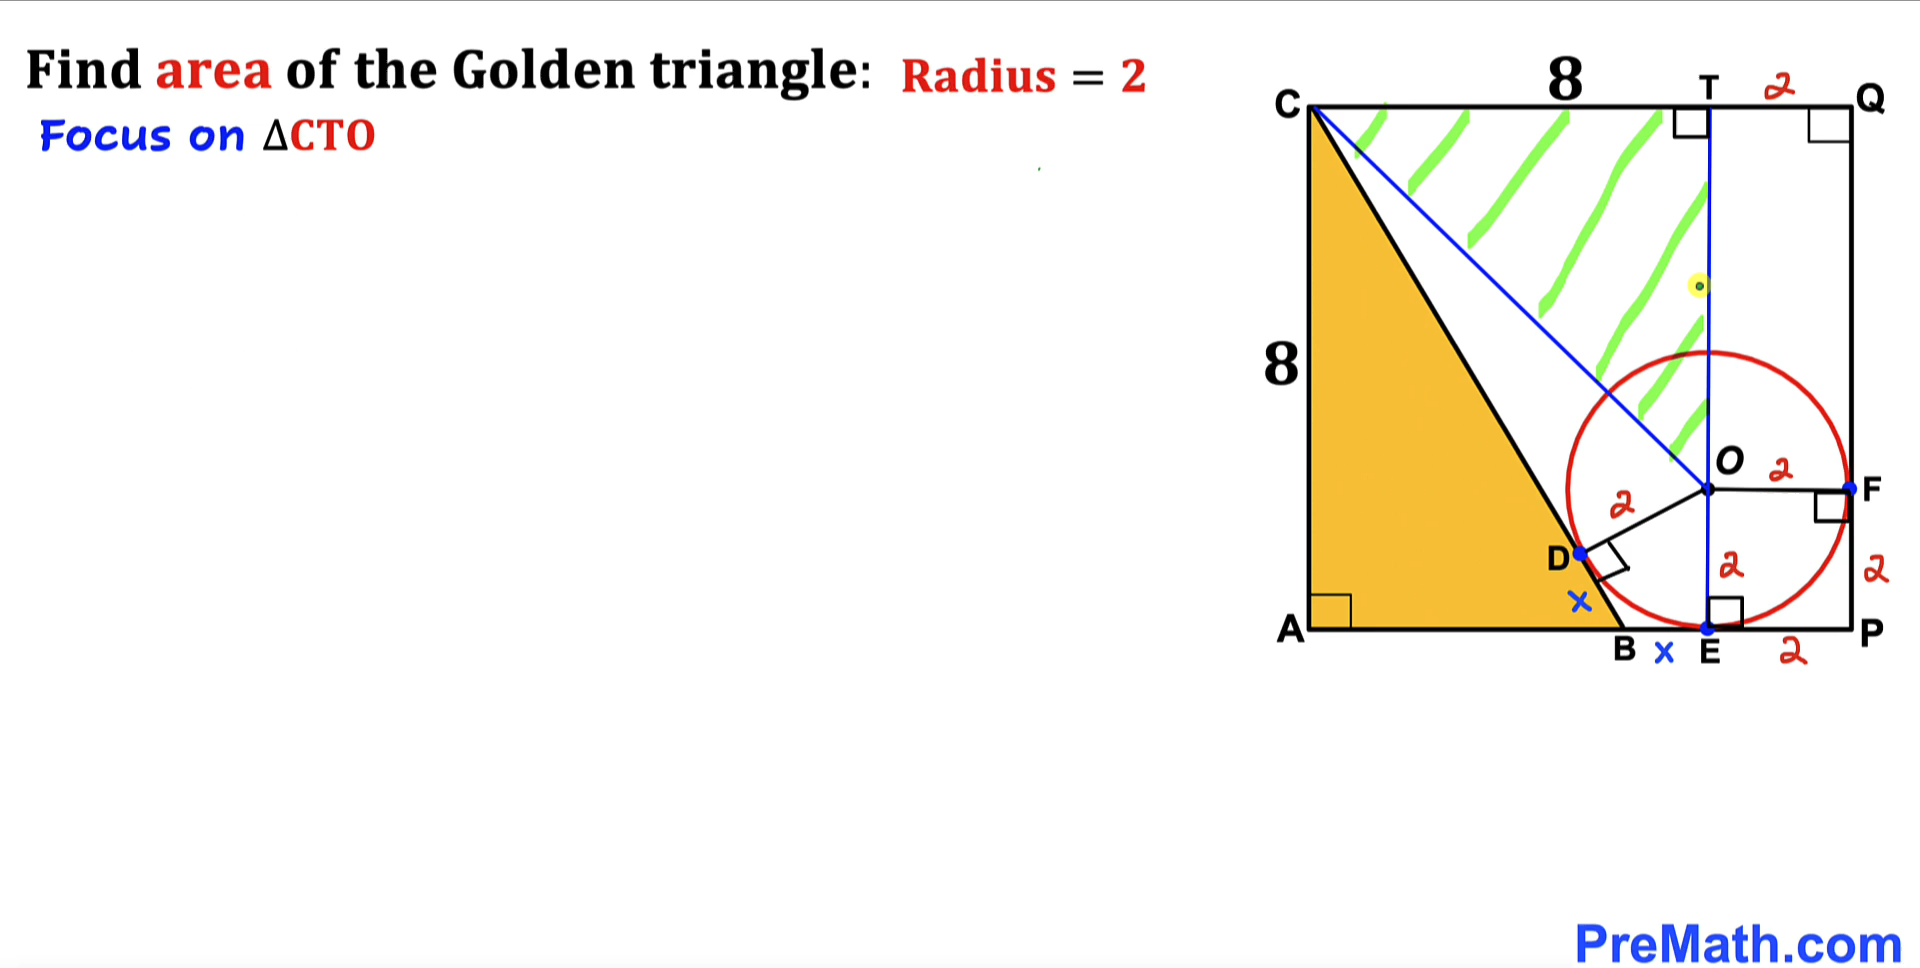 Find area of the Golden triangle: Radius = 2
Focus on ΔCTO
8
C
T
2
Q
8
O
2
F
2
D
2
2
x
A
B
x
E
2
P
PreMath.com